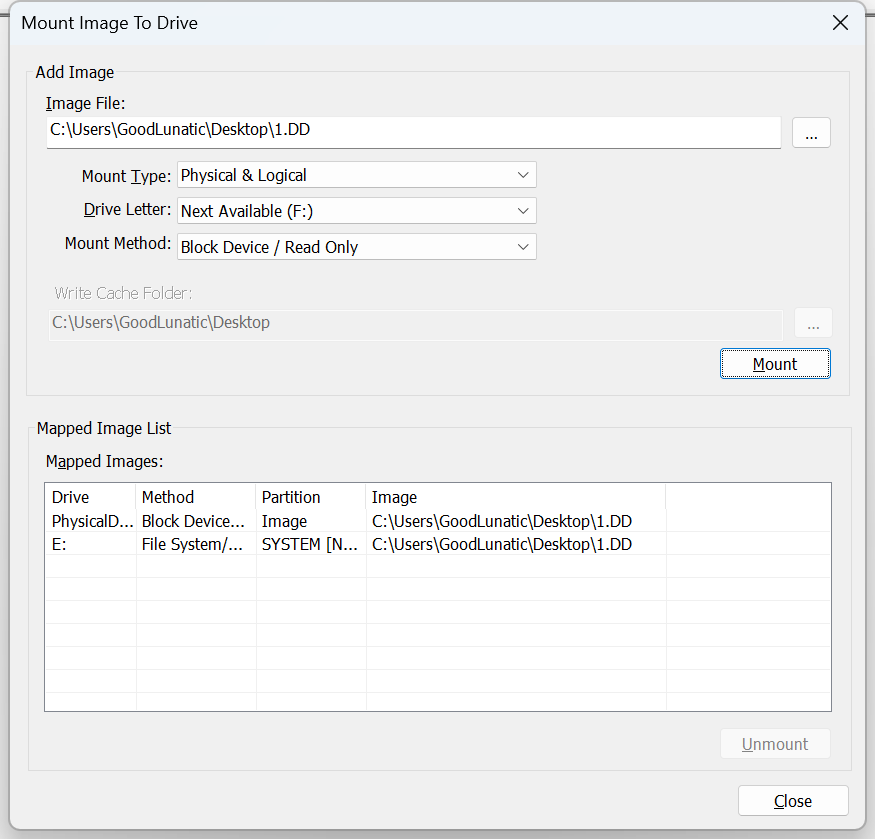 Mount Image To Drive
Add Image
Image File:
C:\Users\GoodLunatic\Desktop\1.DD
...
Mount Type: Physical & Logical
Drive Letter: Next Available (F:)
Mount Method: Block Device / Read Only
Write Cache Folder:
C:\Users\GoodLunatic\Desktop
...
Mount
Mapped Image List
Mapped Images:
Drive Method Partition Image
PhysicalD... Block Device... Image C:\Users\GoodLunatic\Desktop\1.DD
E: File System/... SYSTEM [N... C:\Users\GoodLunatic\Desktop\1.DD
Unmount
Close